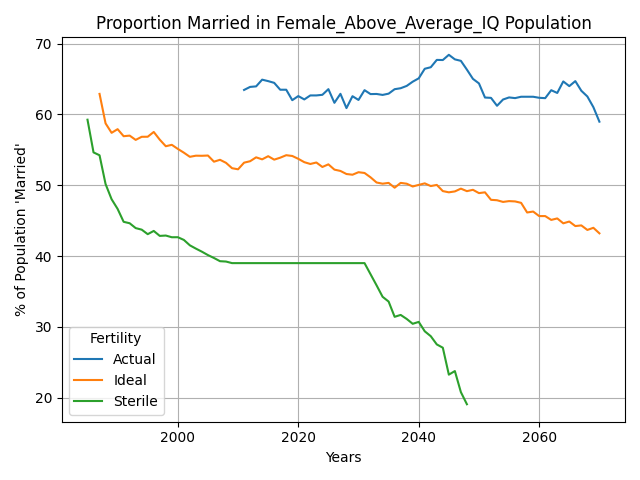 Proportion Married in Female_Above_Average_IQ Population
% of Population 'Married'
70
60
50
40
30
20
Fertility
Actual
Ideal
Sterile
2000
2020
2040
2060
Years